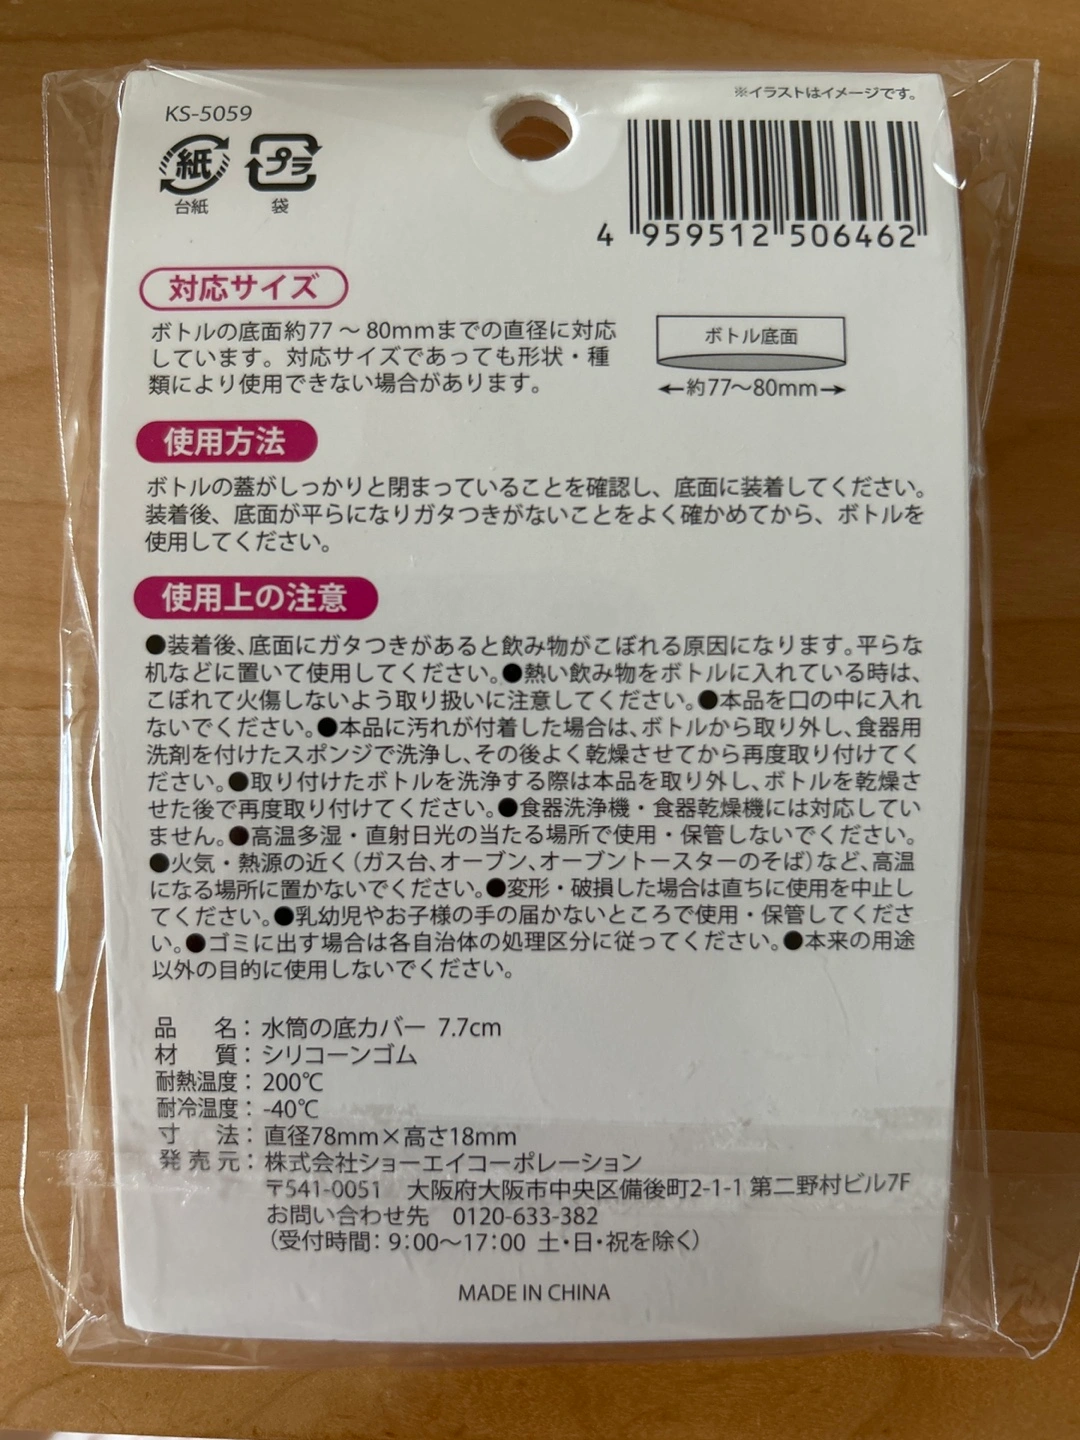 KS-5059
※イラストはイメージです。
紙
プラ
台紙
袋
4 959512 506462
対応サイズ
ボトルの底面約77～80mmまでの直径に対応
しています。対応サイズであっても形状・種
類により使用できない場合があります。
ボトル底面
約77～80mm
使用方法
ボトルの蓋がしっかりと閉まっていることを確認し、底面に装着してください。
装着後、底面が平らになりガタつきがないことをよく確かめてから、ボトルを
使用してください。
使用上の注意
●装着後、底面にガタつきがあると飲み物がこぼれる原因になります。平らな
机などに置いて使用してください。●熱い飲み物をボトルに入れている時は、
こぼれて火傷しないよう取り扱いに注意してください。●本品を口の中に入れ
ないでください。●本品に汚れが付着した場合は、ボトルから取り外し、食器用
洗剤を付けたスポンジで洗浄し、その後よく乾燥させてから再度取り付けてく
ださい。●取り付けたボトルを洗浄する際は本品を取り外し、ボトルを乾燥さ
せた後で再度取り付けてください。●食器洗浄機・食器乾燥機には対応してい
ません。●高温多湿・直射日光の当たる場所で使用・保管しないでください。
●火気・熱源の近く（ガス台、オーブン、オーブントースターのそば）など、高温
になる場所に置かないでください。●変形・破損した場合は直ちに使用を中止し
てください。●乳幼児やお子様の手の届かないところで使用・保管してくださ
い。●ゴミに出す場合は各自治体の処理区分に従ってください。●本来の用途
以外の目的に使用しないでください。
品　名：水筒の底カバー 7.7cm
材　質：シリコーンゴム
耐熱温度：200℃
耐冷温度：-40℃
寸　法：直径78mm×高さ18mm
発売元：株式会社ショーエイコーポレーション
〒541-0051　大阪府大阪市中央区備後町2-1-1 第二野村ビル7F
お問い合わせ先　0120-633-382
（受付時間：9：00～17：00 土・日・祝を除く）
MADE IN CHINA